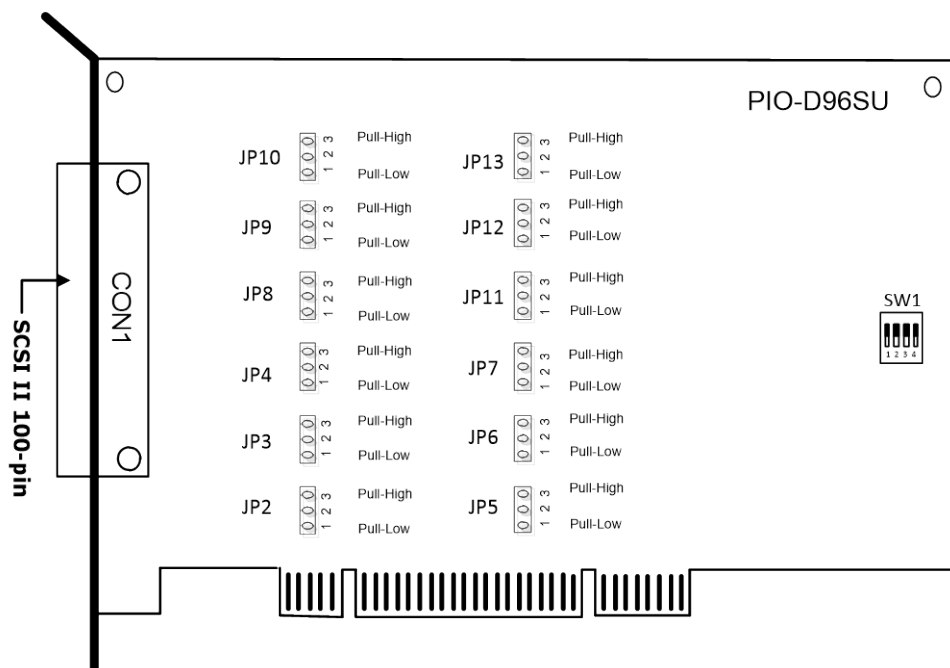 PIO-D96SU
JP10
3
2
1
Pull-High
Pull-Low
JP13
3
2
1
Pull-High
Pull-Low
JP9
3
2
1
Pull-High
Pull-Low
JP12
3
2
1
Pull-High
Pull-Low
JP8
3
2
1
Pull-High
Pull-Low
JP11
3
2
1
Pull-High
Pull-Low
JP4
3
2
1
Pull-High
Pull-Low
JP7
3
2
1
Pull-High
Pull-Low
JP3
3
2
1
Pull-High
Pull-Low
JP6
3
2
1
Pull-High
Pull-Low
JP2
3
2
1
Pull-High
Pull-Low
JP5
3
2
1
Pull-High
Pull-Low
CON1
SCSI II 100-pin
SW1
1 2 3 4